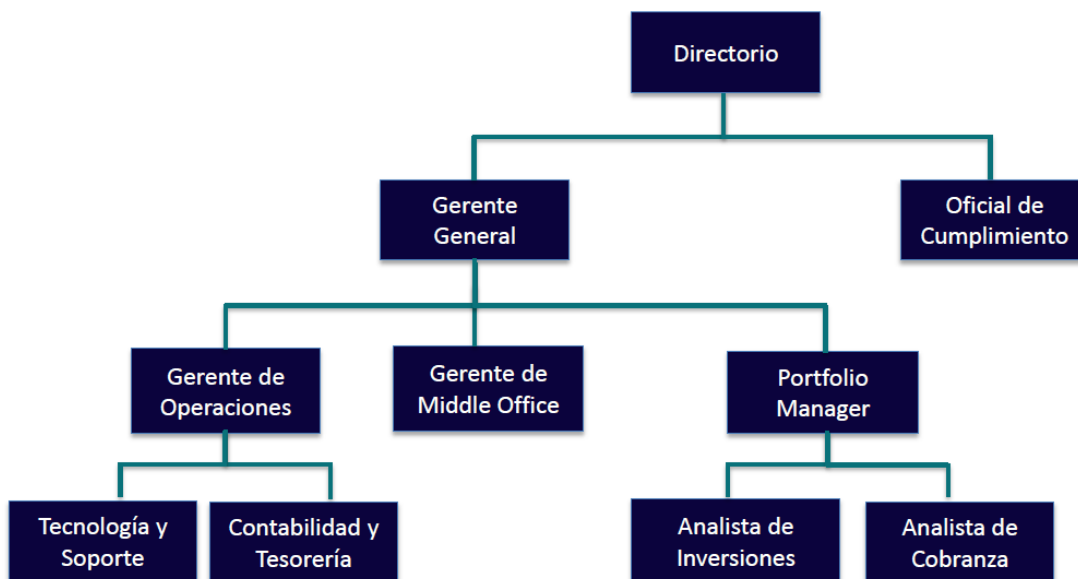 Directorio
Gerente
General
Oficial de
Cumplimiento
Gerente de
Operaciones
Gerente de
Middle Office
Portfolio
Manager
Tecnología y
Soporte
Contabilidad y
Tesorería
Analista de
Inversiones
Analista de
Cobranza